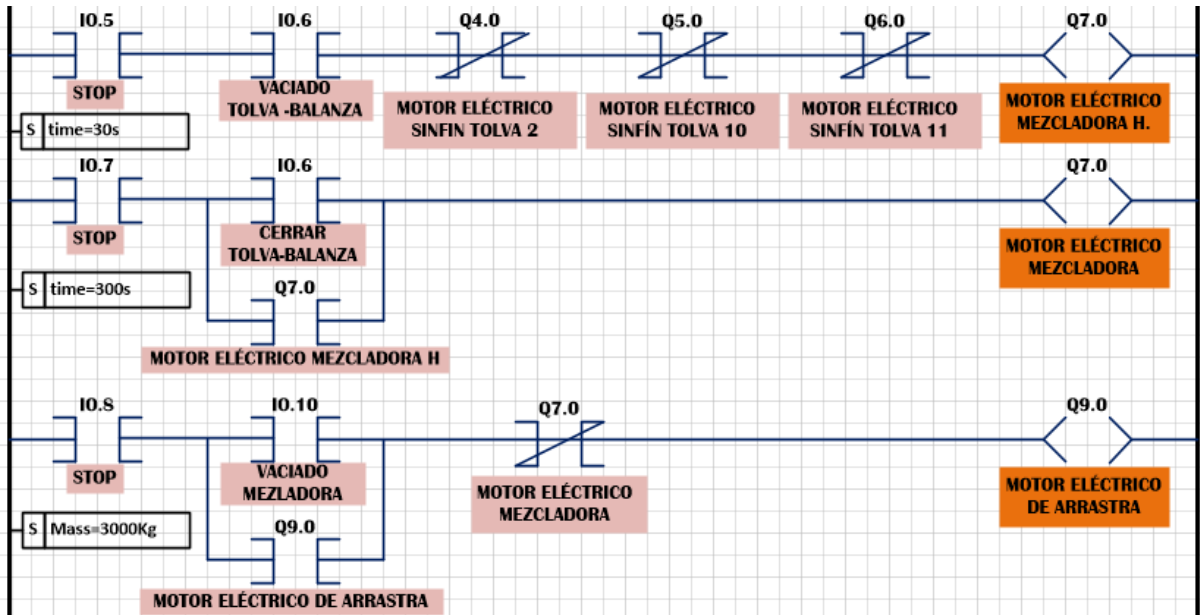 I0.5 I0.6 Q4.0 Q5.0 Q6.0 Q7.0
STOP
VACIADO
TOLVA -BALANZA
MOTOR ELÉCTRICO
SINFIN TOLVA 2
MOTOR ELÉCTRICO
SINFÍN TOLVA 10
MOTOR ELÉCTRICO
SINFÍN TOLVA 11
MOTOR ELÉCTRICO
MEZCLADORA H.
S time=30s
I0.7 I0.6 Q7.0
STOP
CERRAR
TOLVA-BALANZA
MOTOR ELÉCTRICO
MEZCLADORA
S time=300s
Q7.0
MOTOR ELÉCTRICO MEZCLADORA H
I0.8 I0.10 Q7.0 Q9.0
STOP
VACIADO
MEZLADORA
MOTOR ELÉCTRICO
MEZCLADORA
MOTOR ELÉCTRICO
DE ARRASTRA
S Mass=3000Kg
Q9.0
MOTOR ELÉCTRICO DE ARRASTRA